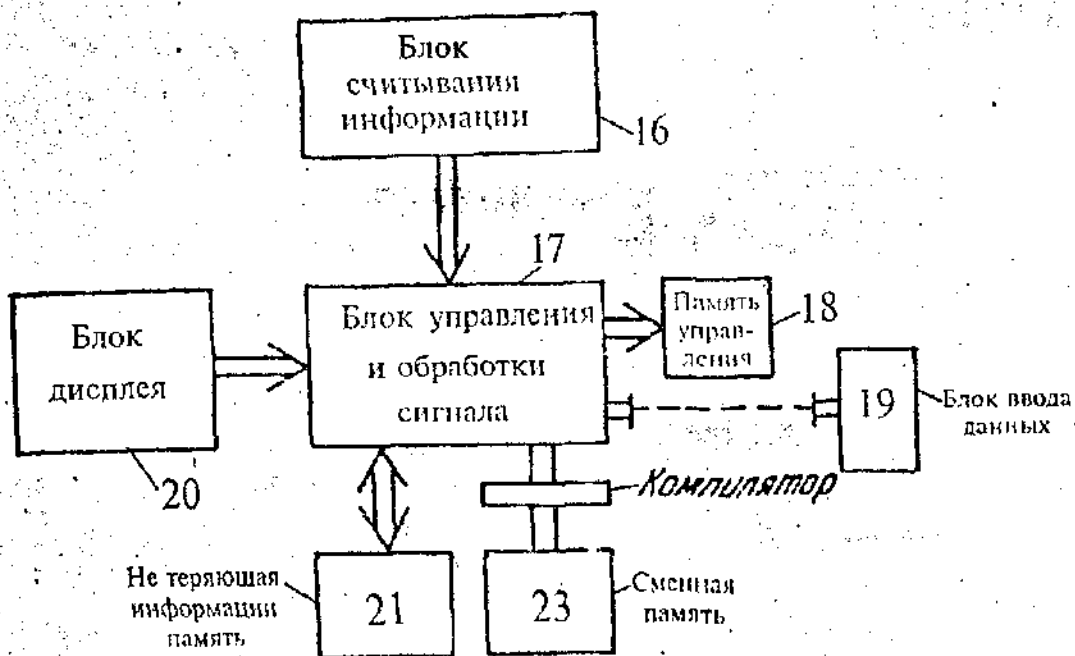 Блок
считывания
информации
16
17
Блок управления
и обработки
сигнала
Память
управ-
ления
18
Блок
дисплея
20
19
Блок ввода
данных
Компилятор
Не теряющая
информации
память
21
23
Сменная
память